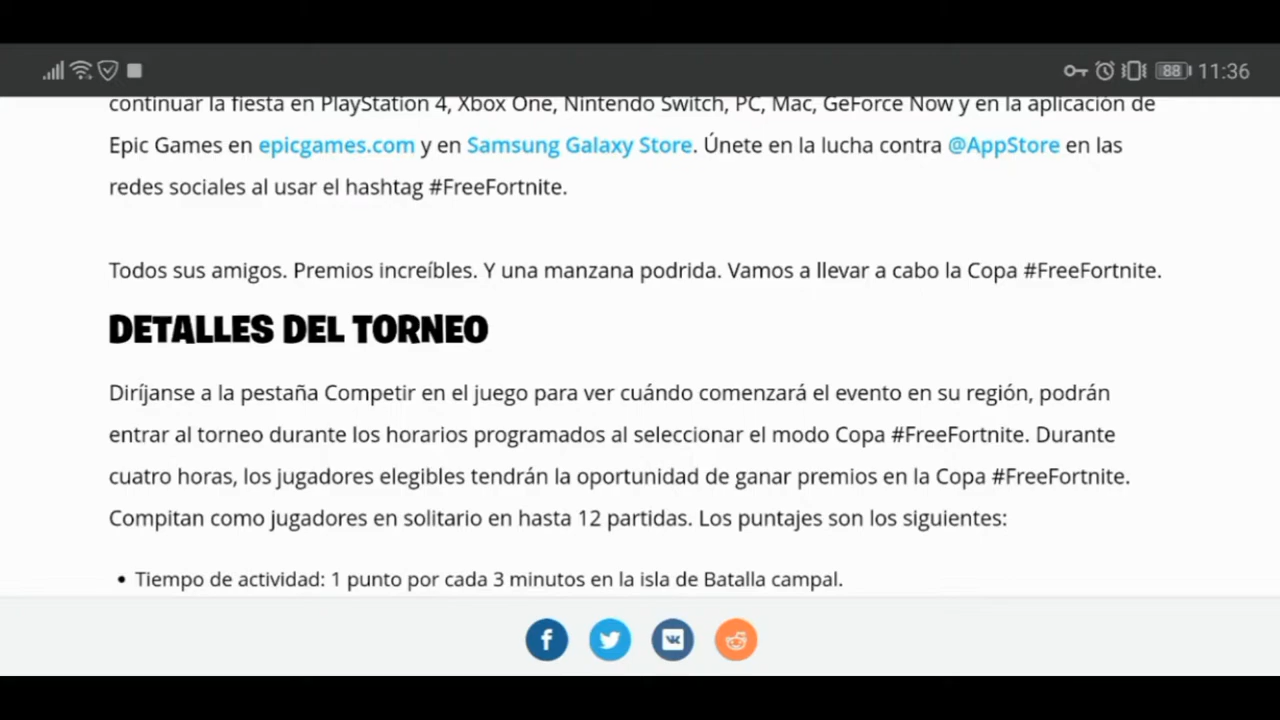 88 11:36
continuar la fiesta en PlayStation 4, Xbox One, Nintendo Switch, PC, Mac, GeForce Now y en la aplicación de
Epic Games en epicgames.com y en Samsung Galaxy Store. Únete en la lucha contra @AppStore en las
redes sociales al usar el hashtag #FreeFortnite.
Todos sus amigos. Premios increíbles. Y una manzana podrida. Vamos a llevar a cabo la Copa #FreeFortnite.
DETALLES DEL TORNEO
Diríjanse a la pestaña Competir en el juego para ver cuándo comenzará el evento en su región, podrán
entrar al torneo durante los horarios programados al seleccionar el modo Copa #FreeFortnite. Durante
cuatro horas, los jugadores elegibles tendrán la oportunidad de ganar premios en la Copa #FreeFortnite.
Compitan como jugadores en solitario en hasta 12 partidas. Los puntajes son los siguientes:
• Tiempo de actividad: 1 punto por cada 3 minutos en la isla de Batalla campal.